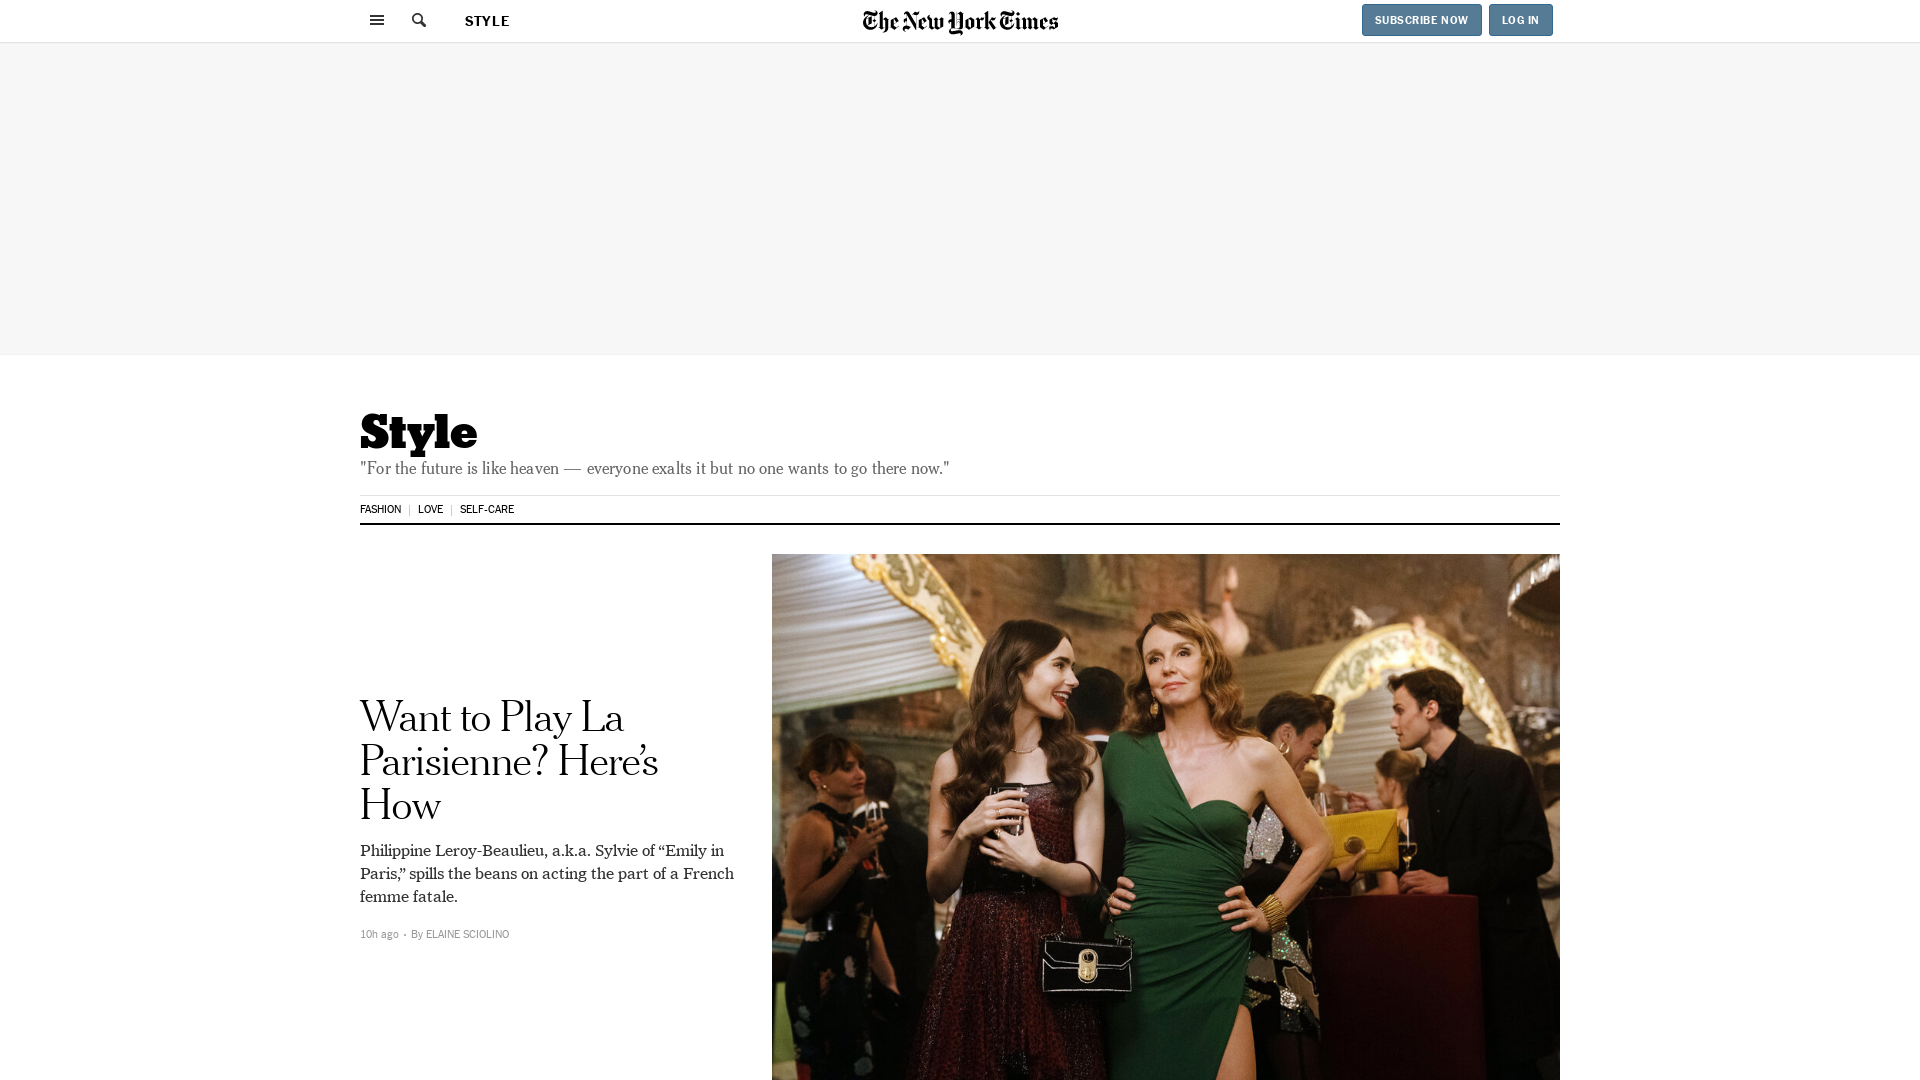 STYLE
The New York Times
SUBSCRIBE NOW
LOG IN
Style
"For the future is like heaven — everyone exalts it but no one wants to go there now."
FASHION | LOVE | SELF-CARE
Want to Play La
Parisienne? Here’s
How
Philippine Leroy-Beaulieu, a.k.a. Sylvie of “Emily in
Paris,” spills the beans on acting the part of a French
femme fatale.
10h ago • By ELAINE SCIOLINO